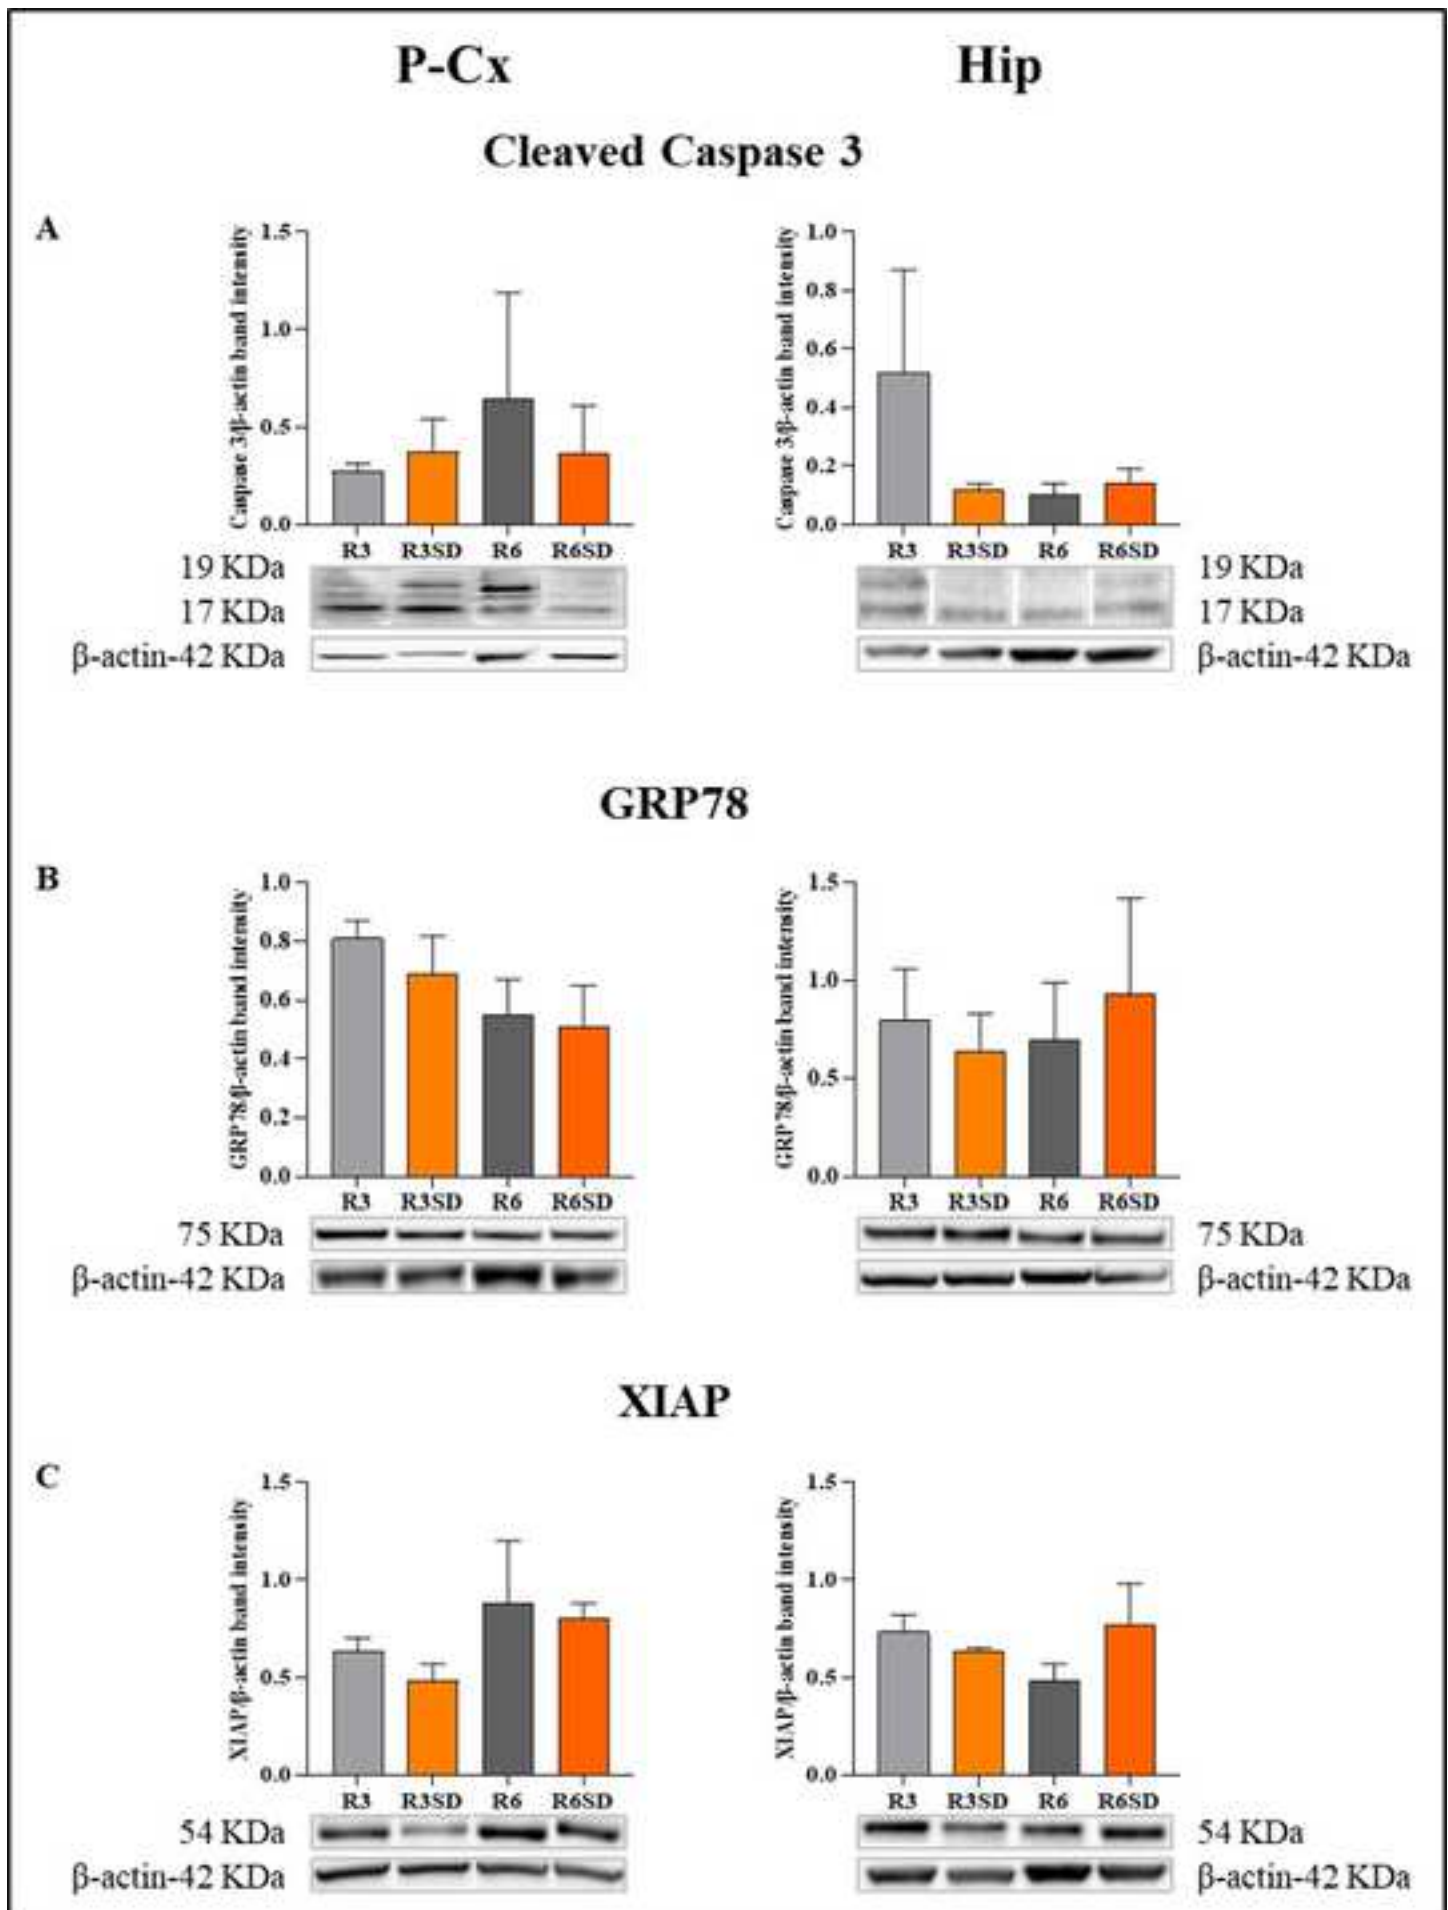 P-Cx
Hip
Cleaved Caspase 3
A
Caspase 3/β-actin band intensity
1.5
1.0
0.5
0.0
R3 R3SD R6 R6SD
19 KDa
17 KDa
β-actin-42 KDa
Caspase 3/β-actin band intensity
1.0
0.8
0.6
0.4
0.2
0.0
R3 R3SD R6 R6SD
19 KDa
17 KDa
β-actin-42 KDa
GRP78
B
GRP78/β-actin band intensity
1.0
0.8
0.6
0.4
0.2
0.0
R3 R3SD R6 R6SD
75 KDa
β-actin-42 KDa
GRP78/β-actin band intensity
1.5
1.0
0.5
0.0
R3 R3SD R6 R6SD
75 KDa
β-actin-42 KDa
XIAP
C
XIAP/β-actin band intensity
1.5
1.0
0.5
0.0
R3 R3SD R6 R6SD
54 KDa
β-actin-42 KDa
XIAP/β-actin band intensity
1.5
1.0
0.5
0.0
R3 R3SD R6 R6SD
54 KDa
β-actin-42 KDa